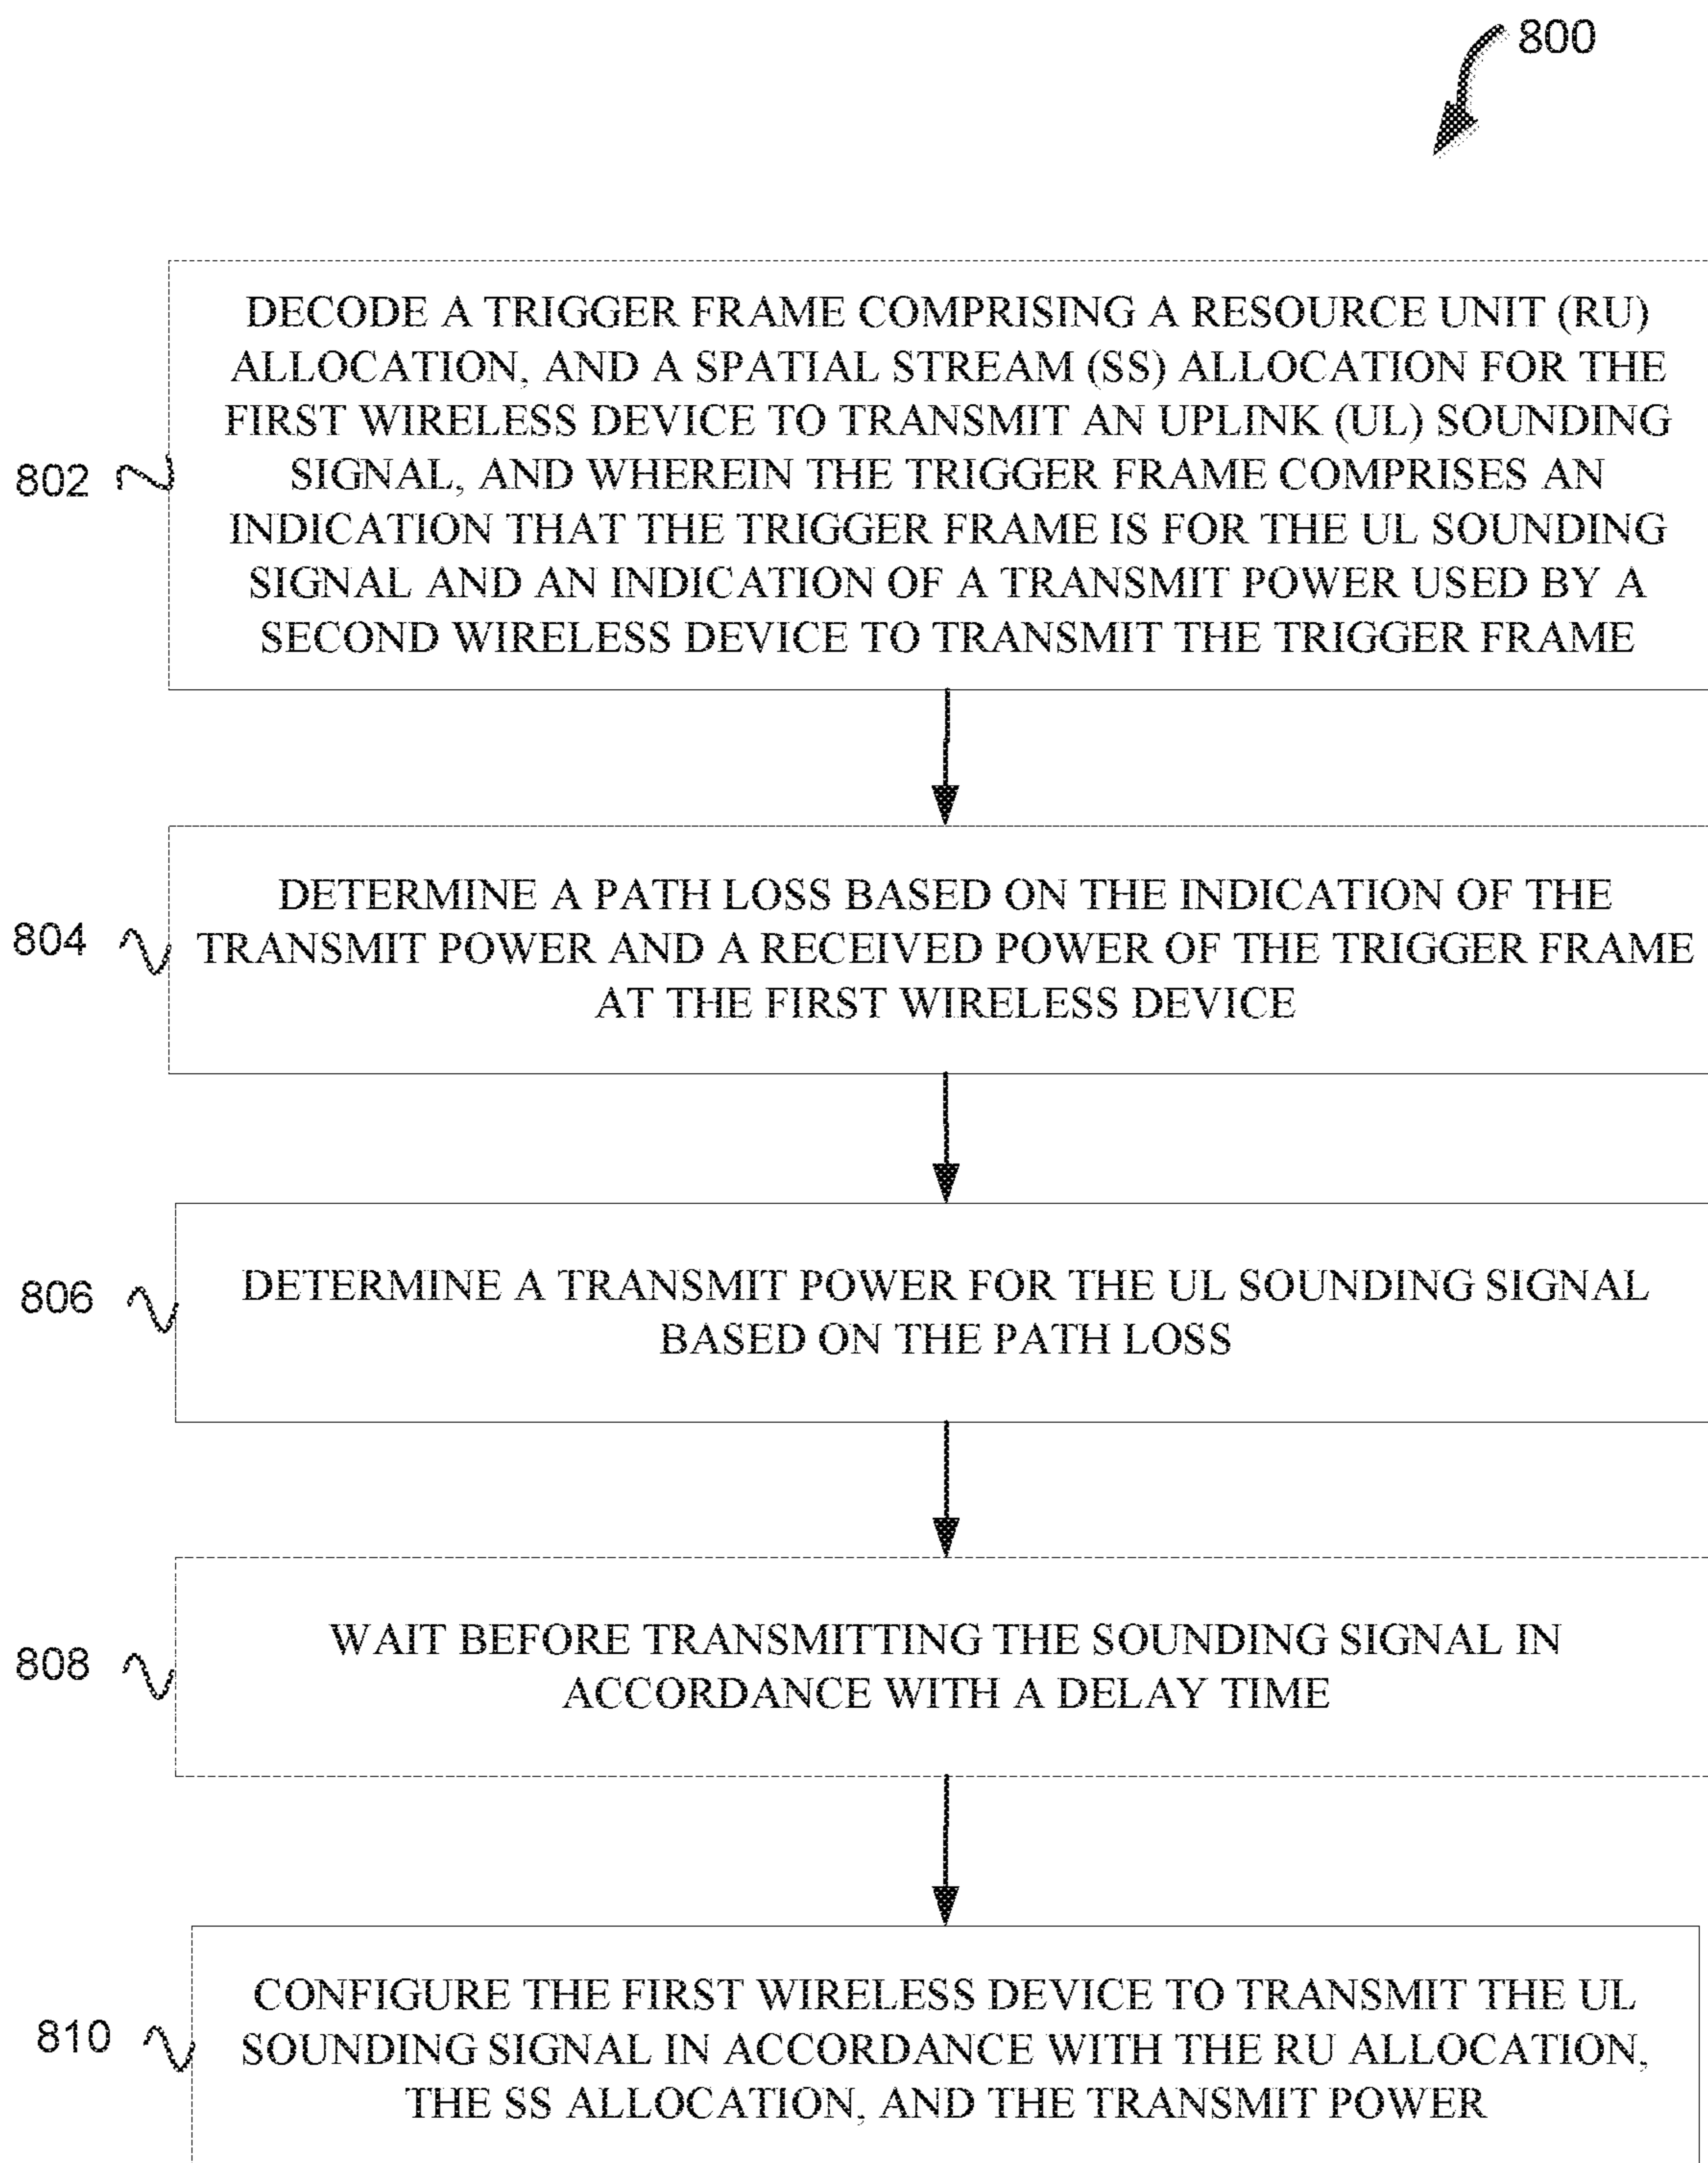 800
DECODE A TRIGGER FRAME COMPRISING A RESOURCE UNIT (RU)
ALLOCATION, AND A SPATIAL STREAM (SS) ALLOCATION FOR THE
FIRST WIRELESS DEVICE TO TRANSMIT AN UPLINK (UL) SOUNDING
SIGNAL, AND WHEREIN THE TRIGGER FRAME COMPRISES AN
INDICATION THAT THE TRIGGER FRAME IS FOR THE UL SOUNDING
SIGNAL AND AN INDICATION OF A TRANSMIT POWER USED BY A
SECOND WIRELESS DEVICE TO TRANSMIT THE TRIGGER FRAME
802
DETERMINE A PATH LOSS BASED ON THE INDICATION OF THE
TRANSMIT POWER AND A RECEIVED POWER OF THE TRIGGER FRAME
AT THE FIRST WIRELESS DEVICE
804
DETERMINE A TRANSMIT POWER FOR THE UL SOUNDING SIGNAL
BASED ON THE PATH LOSS
806
WAIT BEFORE TRANSMITTING THE SOUNDING SIGNAL IN
ACCORDANCE WITH A DELAY TIME
808
CONFIGURE THE FIRST WIRELESS DEVICE TO TRANSMIT THE UL
SOUNDING SIGNAL IN ACCORDANCE WITH THE RU ALLOCATION,
THE SS ALLOCATION, AND THE TRANSMIT POWER
810